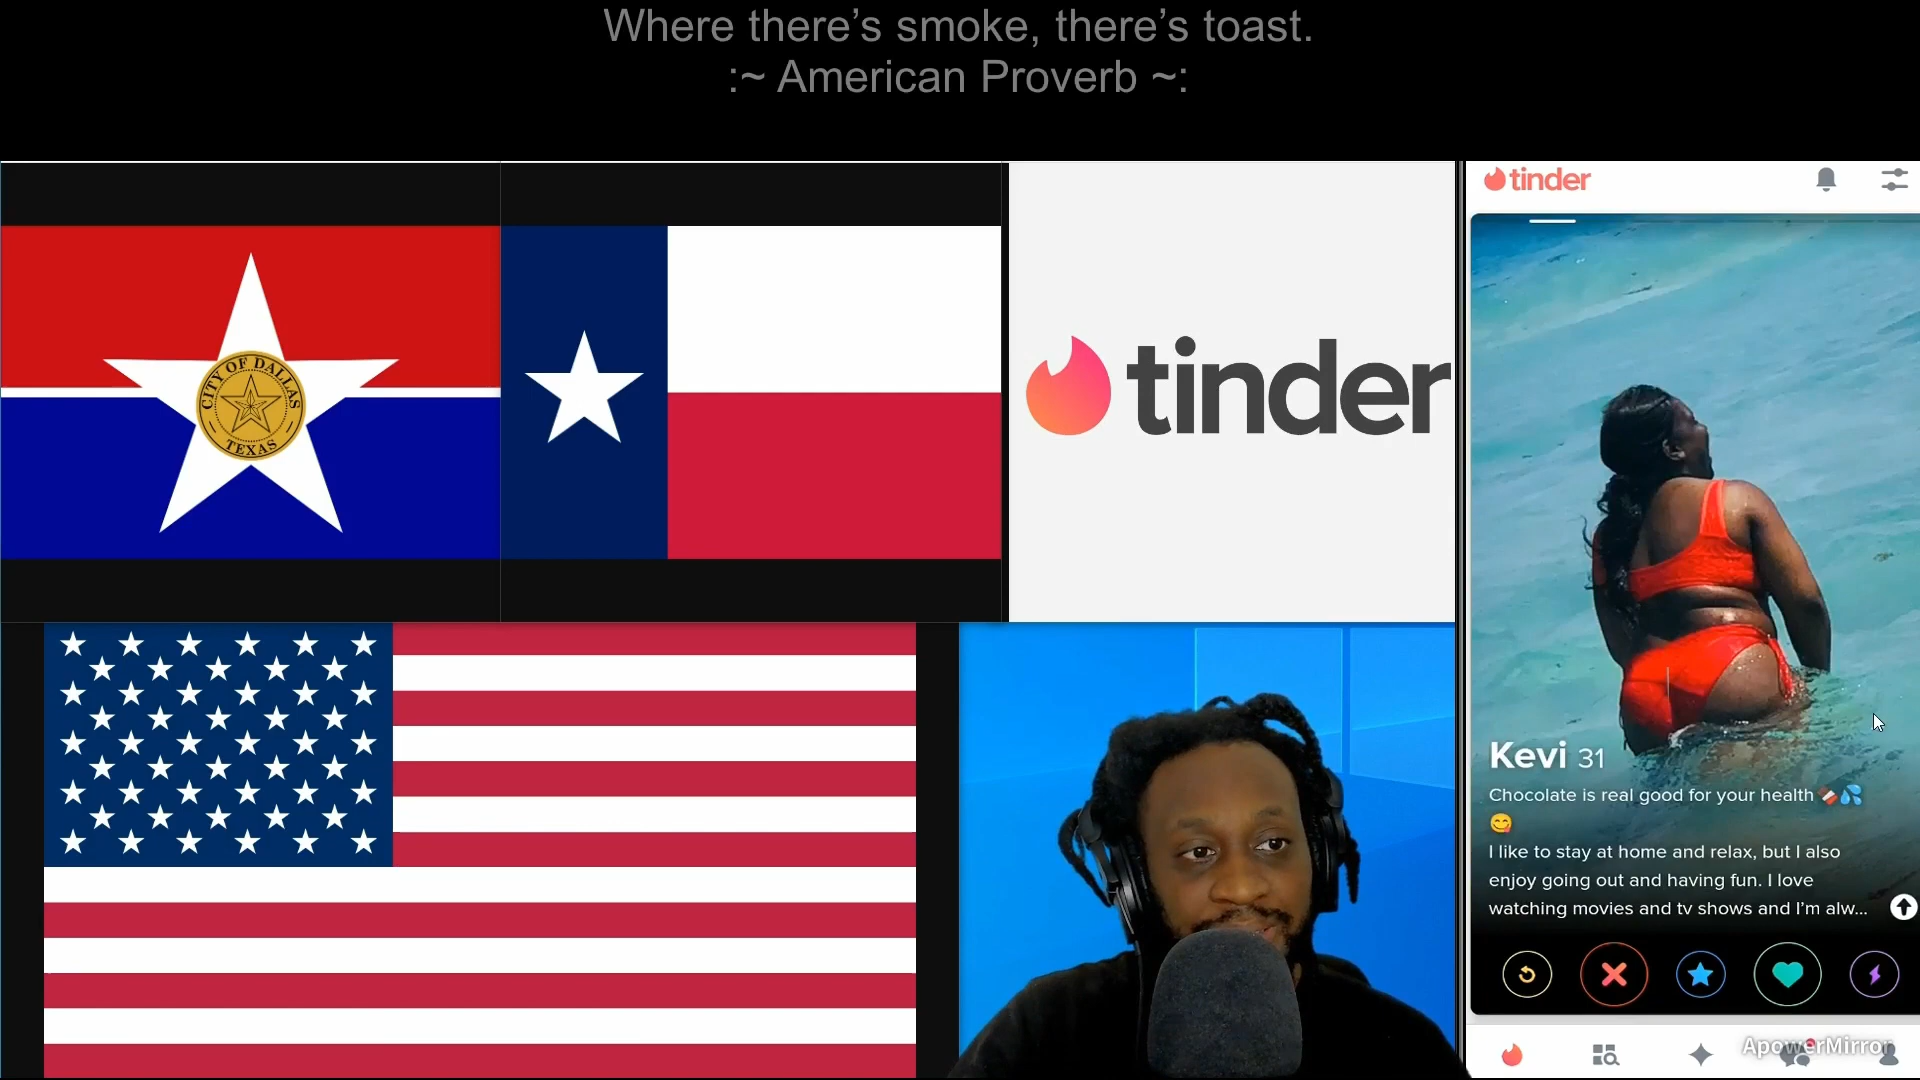 Where there’s smoke, there’s toast.
:~ American Proverb ~:
CITY OF DALLAS
TEXAS
tinder
tinder
Kevi 31
Chocolate is real good for your health 🍫💦
😋
I like to stay at home and relax, but I also
enjoy going out and having fun. I love
watching movies and tv shows and I’m alw...
ApowerMirror